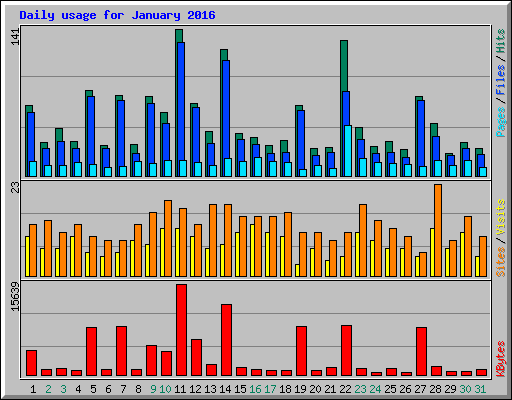 Daily usage for January 2016
141
Pages / Files / Hits
23
Sites / Visits
15639
KBytes
1 2 3 4 5 6 7 8 9 10 11 12 13 14 15 16 17 18 19 20 21 22 23 24 25 26 27 28 29 30 31